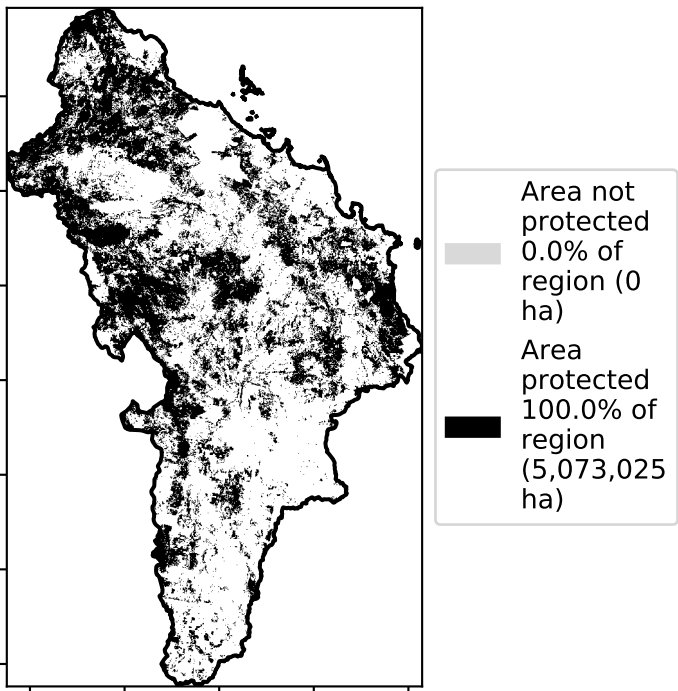 Area not
protected
0.0% of
region (0
ha)
Area
protected
100.0% of
region
(5,073,025
ha)